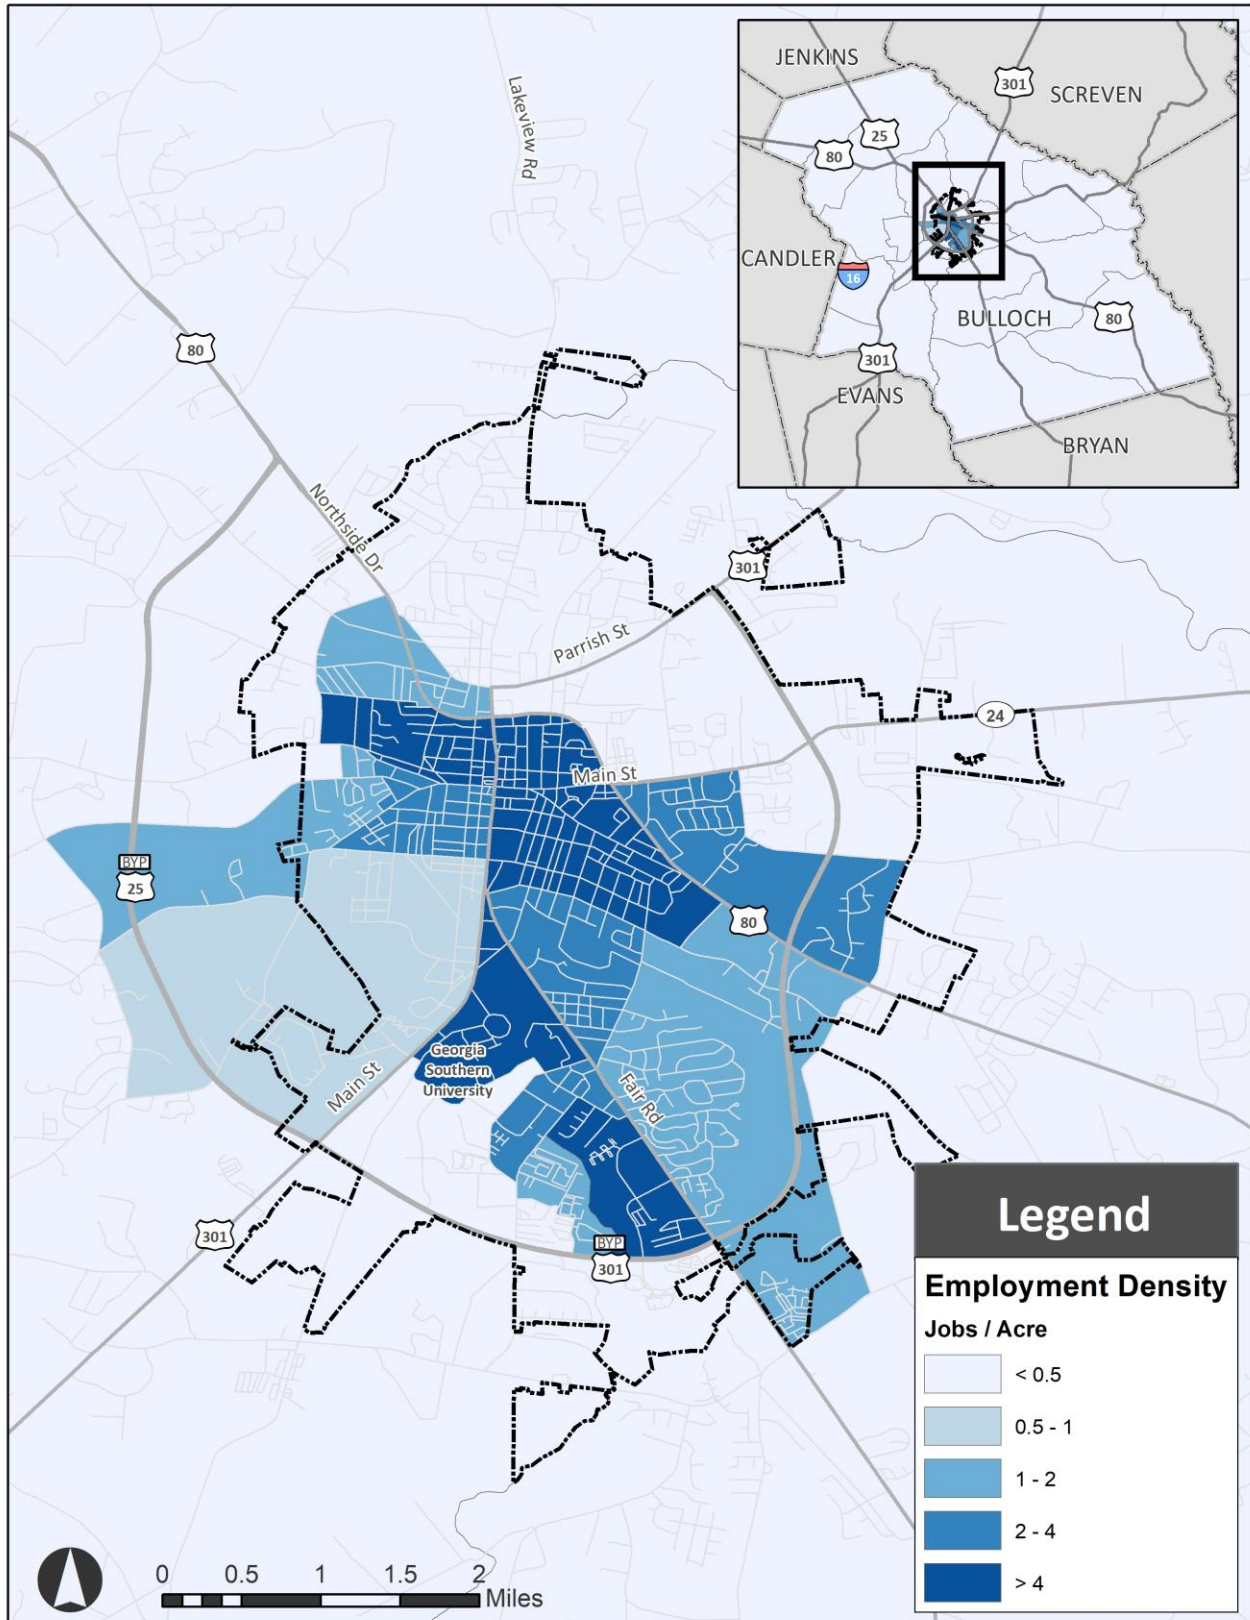 JENKINS
301
SCREVEN
25
80
CANDLER
16
BULLOCH
80
301
EVANS
BRYAN
Lakeview Rd
80
Northside Dr
301
Parrish St
24
Main St
BYP
25
80
Georgia
Southern
University
Main St
Fair Rd
301
BYP
301
Legend
Employment Density
Jobs / Acre
< 0.5
0.5 - 1
1 - 2
2 - 4
> 4
0 0.5 1 1.5 2
Miles